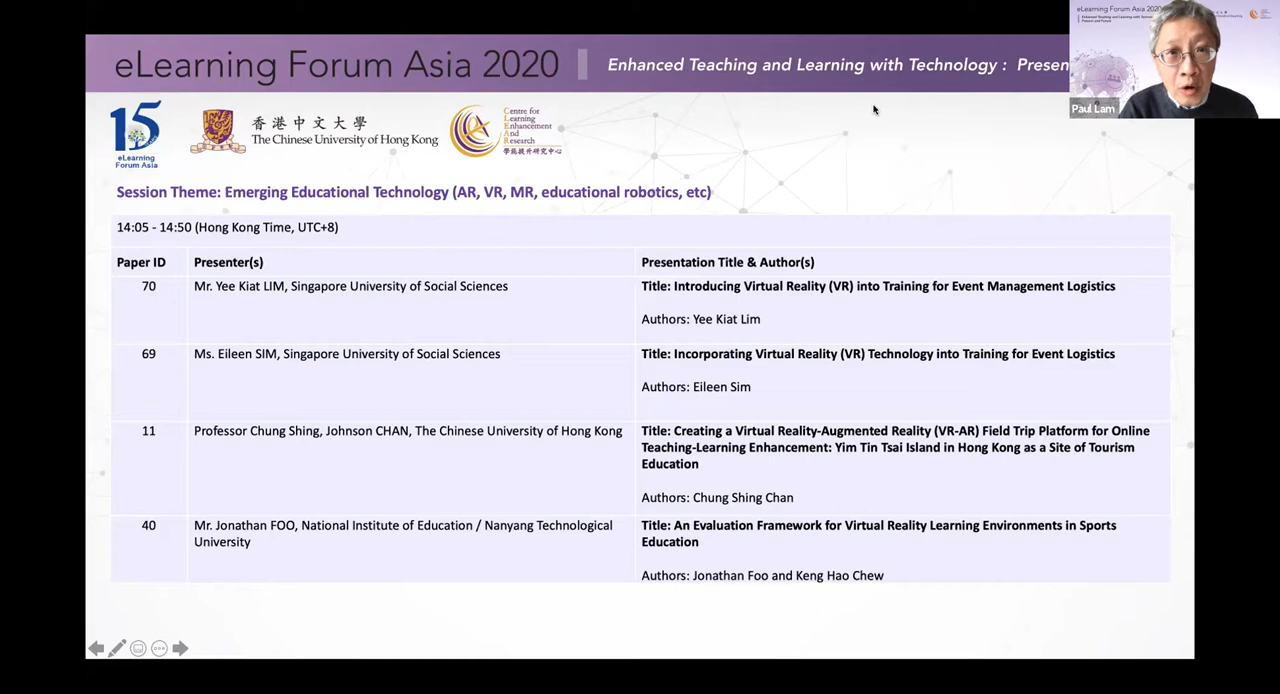 eLearning Forum Asia 2020
Enhanced Teaching and Learning with Technology : Presen
eLearning Forum Asia 2020
Paul Lam
15
eLearning
Forum Asia
香港中文大學
The Chinese University of Hong Kong
Centre for
Learning
Enhancement
And
Research
學能提升研究中心
Session Theme: Emerging Educational Technology (AR, VR, MR, educational robotics, etc)
14:05 - 14:50 (Hong Kong Time, UTC+8)
Paper ID Presenter(s) Presentation Title & Author(s)
70 Mr. Yee Kiat LIM, Singapore University of Social Sciences Title: Introducing Virtual Reality (VR) into Training for Event Management Logistics
Authors: Yee Kiat Lim
69 Ms. Eileen SIM, Singapore University of Social Sciences Title: Incorporating Virtual Reality (VR) Technology into Training for Event Logistics
Authors: Eileen Sim
11 Professor Chung Shing, Johnson CHAN, The Chinese University of Hong Kong Title: Creating a Virtual Reality-Augmented Reality (VR-AR) Field Trip Platform for Online
Teaching-Learning Enhancement: Yim Tin Tsai Island in Hong Kong as a Site of Tourism
Education
Authors: Chung Shing Chan
40 Mr. Jonathan FOO, National Institute of Education / Nanyang Technological Title: An Evaluation Framework for Virtual Reality Learning Environments in Sports
University Education
Authors: Jonathan Foo and Keng Hao Chew